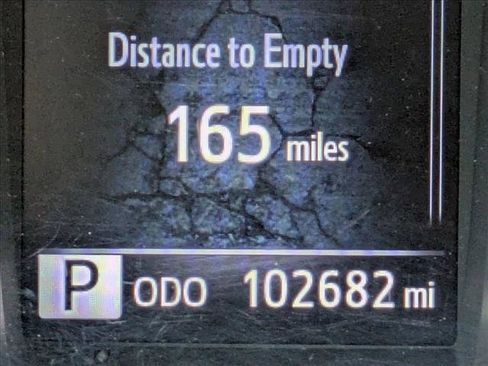 Distance to Empty
165 miles
P ODO 102682 mi